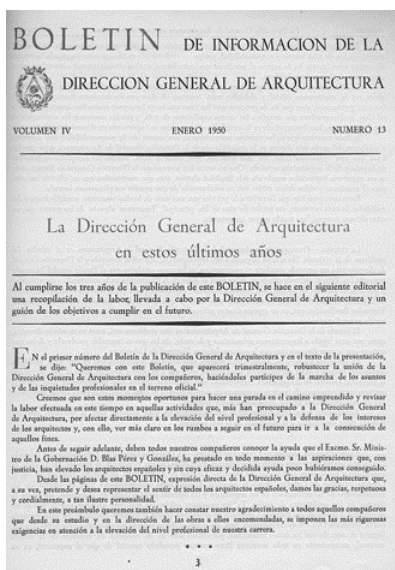 BOLETIN DE INFORMACION DE LA
DIRECCION GENERAL DE ARQUITECTURA
VOLUMEN IV ENERO 1950 NUMERO 13
La Dirección General de Arquitectura
en estos últimos años
Al cumplirse los tres años de la publicación de este BOLETIN, se hace en el siguiente editorial
una recopilación de la labor, llevada a cabo por la Dirección General de Arquitectura y un
guión de los objetivos a cumplir en el futuro.
EN el primer número del Boletín de la Dirección General de Arquitectura y en el texto de la presentación,
se dijo: "Queremos con este Boletín, que aparecerá trimestralmente, robustecer la unión de la
Dirección General de Arquitectura con los compañeros, haciéndoles partícipes de la marcha de los asuntos
y de las inquietudes profesionales en el terreno oficial."
Creemos que son estos momentos oportunos para hacer una parada en el camino emprendido y revisar
la labor efectuada en este tiempo en aquellas actividades que, más han preocupado a la Dirección General
de Arquitectura, por afectar directamente a la elevación del nivel profesional y a la defensa de los intereses
de los arquitectos y, con ello, ver más claro en los rumbos a seguir en el futuro para ir a la consecución de
aquellos fines.
Antes de seguir adelante, deben todos nuestros compañeros conocer la ayuda que el Excmo. Sr. Minis-
tro de la Gobernación D. Blas Pérez y González, ha prestado en todo momento a las aspiraciones que, con
justicia, han elevado los arquitectos españoles y sin cuya eficaz y decidida ayuda poco hubiéramos conseguido.
Desde las páginas de este BOLETIN, expresión directa de la Dirección General de Arquitectura que,
a su vez, pretende y desea representar el sentir de todos los arquitectos españoles, damos las gracias, respetuosa
y cordialmente, a tan ilustre personalidad.
En este preámbulo queremos también hacer constar nuestro agradecimiento a todos aquellos compañeros
que desde su estudio y en la dirección de las obras a ellos encomendadas, se imponen las más rigurosas
exigencias en atención a la elevación del nivel profesional de nuestra carrera.
* * *
3